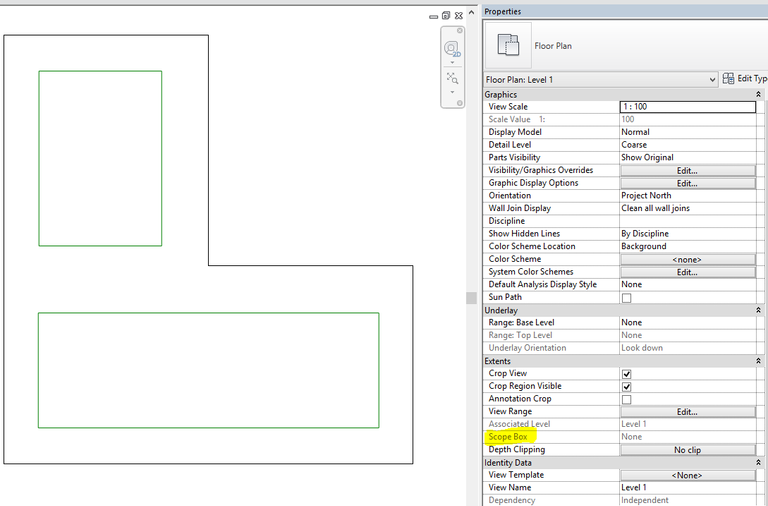 Properties
2D
Floor Plan
Floor Plan: Level 1
Edit Typ
Graphics
View Scale 1 : 100
Scale Value 1: 100
Display Model Normal
Detail Level Coarse
Parts Visibility Show Original
Visibility/Graphics Overrides Edit...
Graphic Display Options Edit...
Orientation Project North
Wall Join Display Clean all wall joins
Discipline
Show Hidden Lines By Discipline
Color Scheme Location Background
Color Scheme <none>
System Color Schemes Edit...
Default Analysis Display Style None
Sun Path
Underlay
Range: Base Level None
Range: Top Level None
Underlay Orientation Look down
Extents
Crop View
Crop Region Visible
Annotation Crop
View Range Edit...
Associated Level Level 1
Scope Box None
Depth Clipping No clip
Identity Data
View Template <None>
View Name Level 1
Dependency Independent